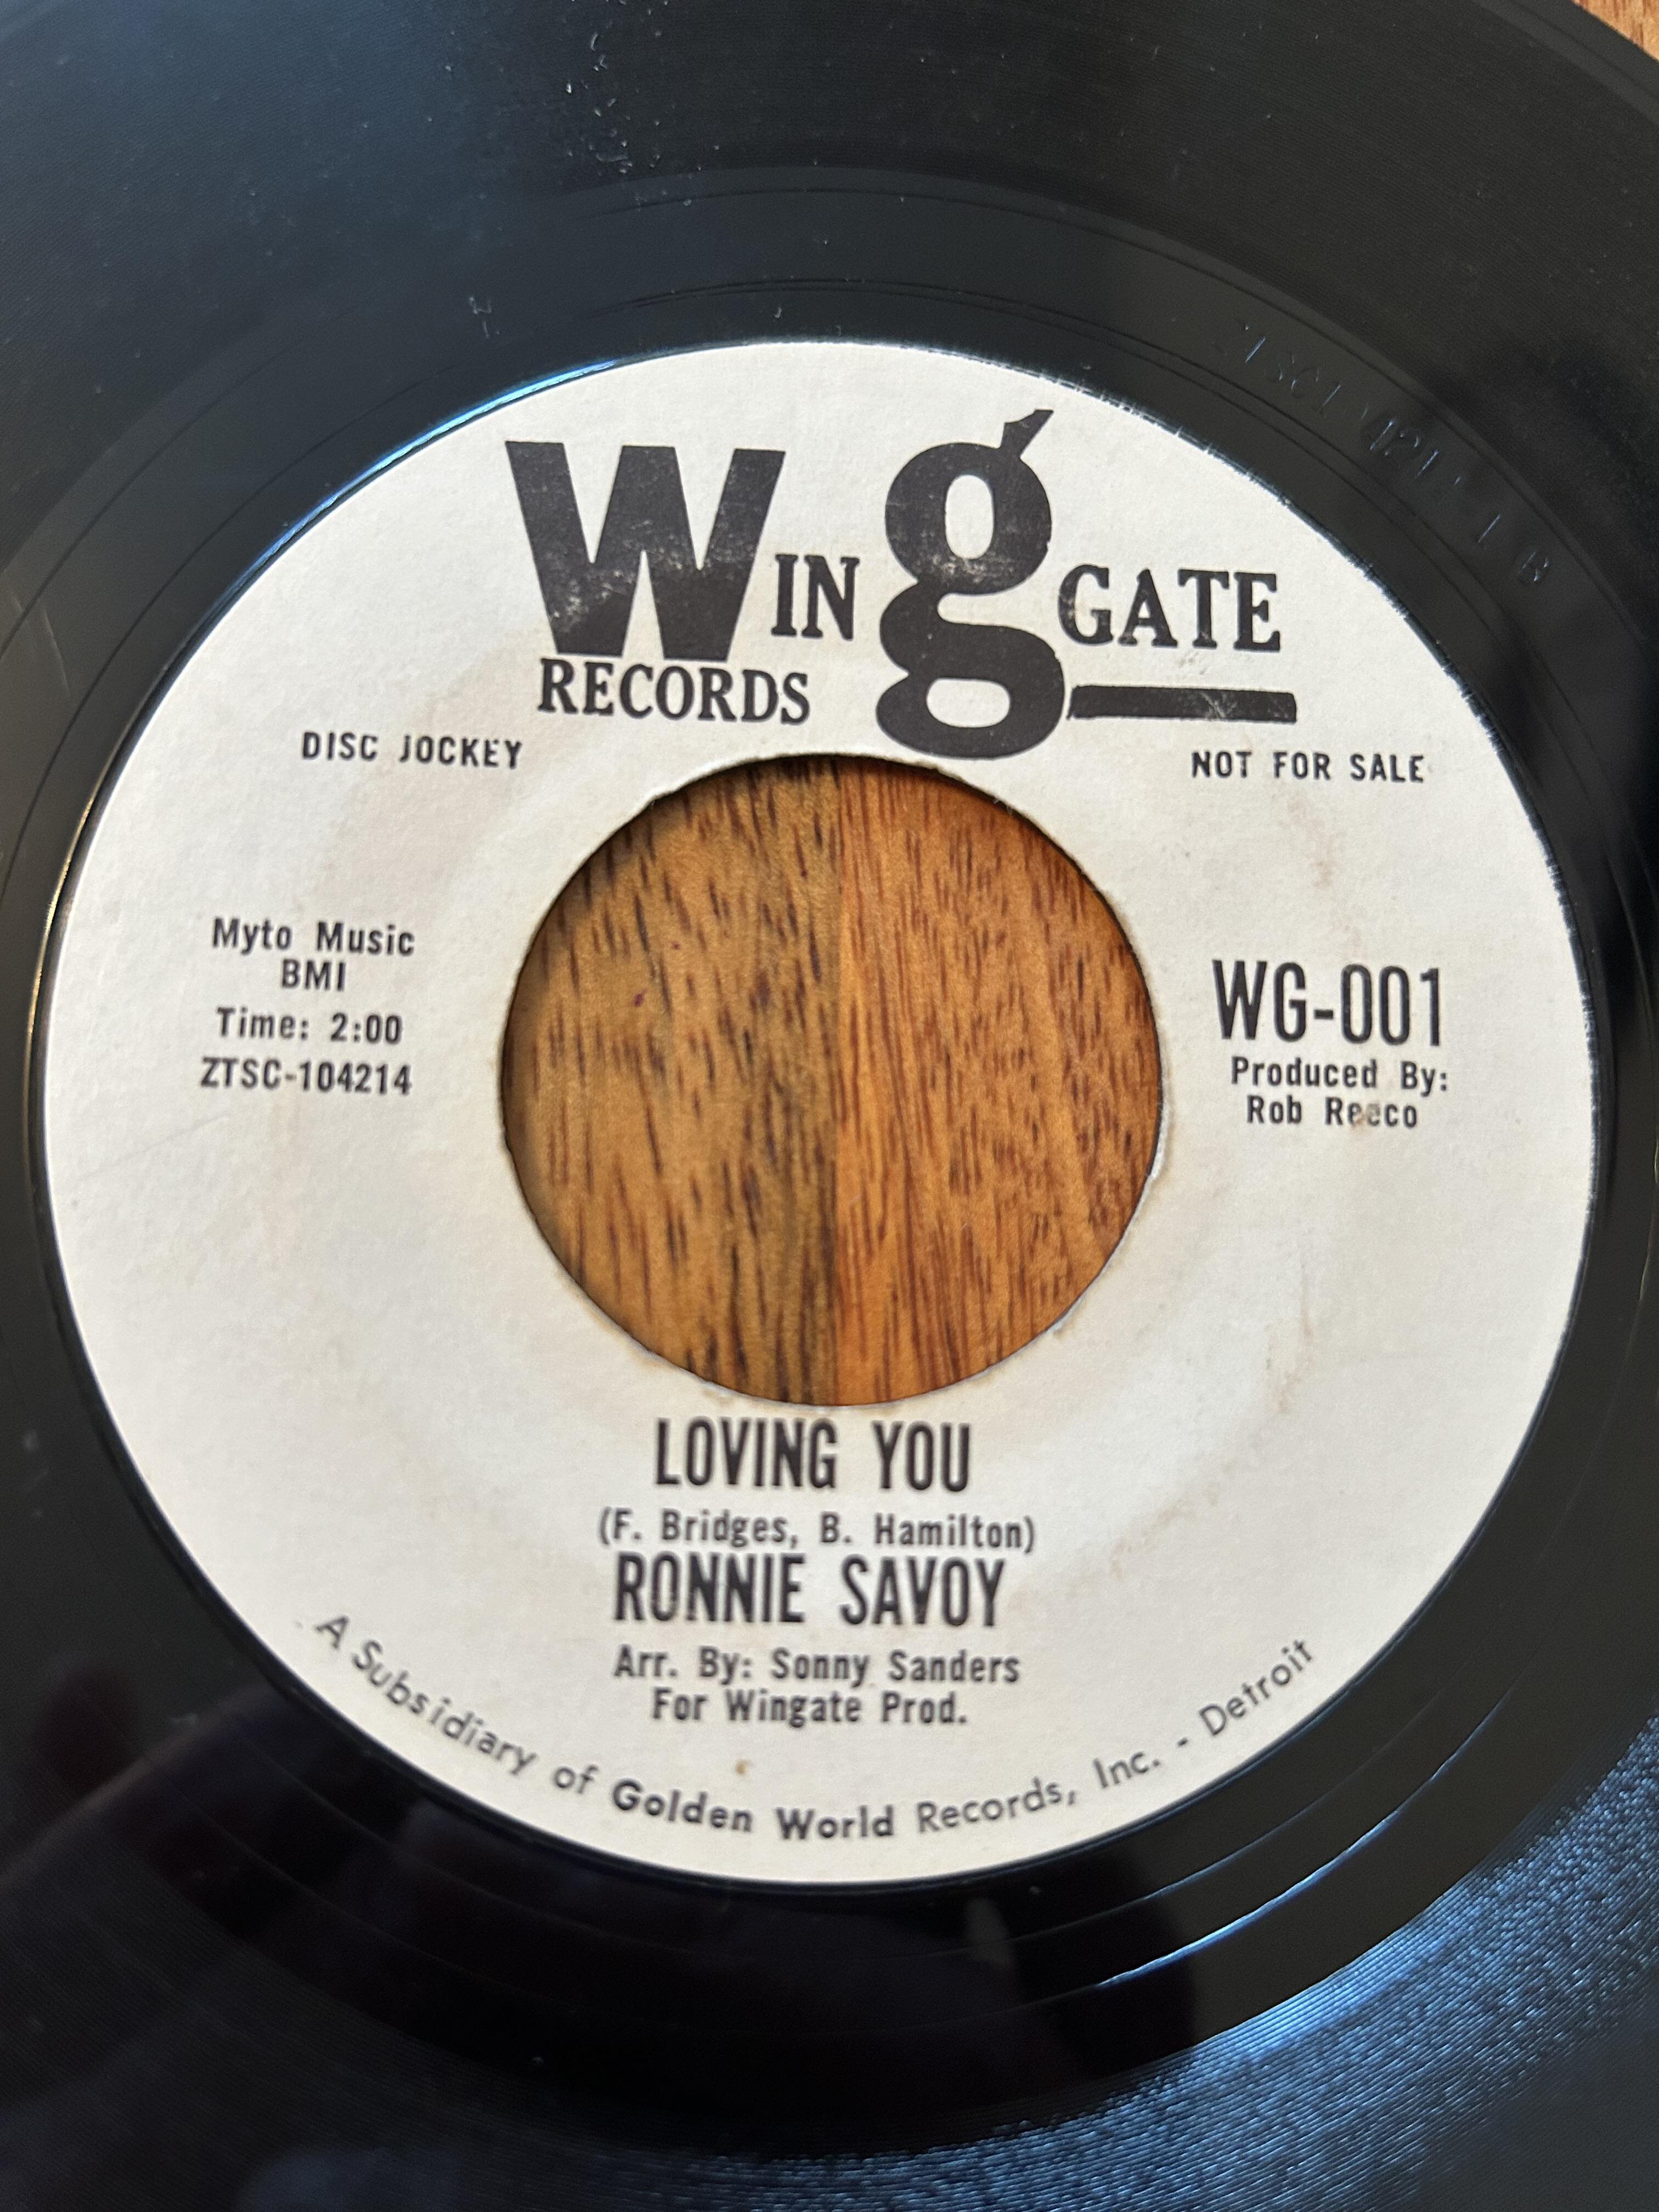 WINGATE
RECORDS
DISC JOCKEY
NOT FOR SALE
Myto Music
BMI
Time: 2:00
ZTSC-104214
WG-001
Produced By:
Rob Reeco
LOVING YOU
(F. Bridges, B. Hamilton)
RONNIE SAVOY
Arr. By: Sonny Sanders
For Wingate Prod.
A Subsidiary of Golden World Records, Inc. - Detroit